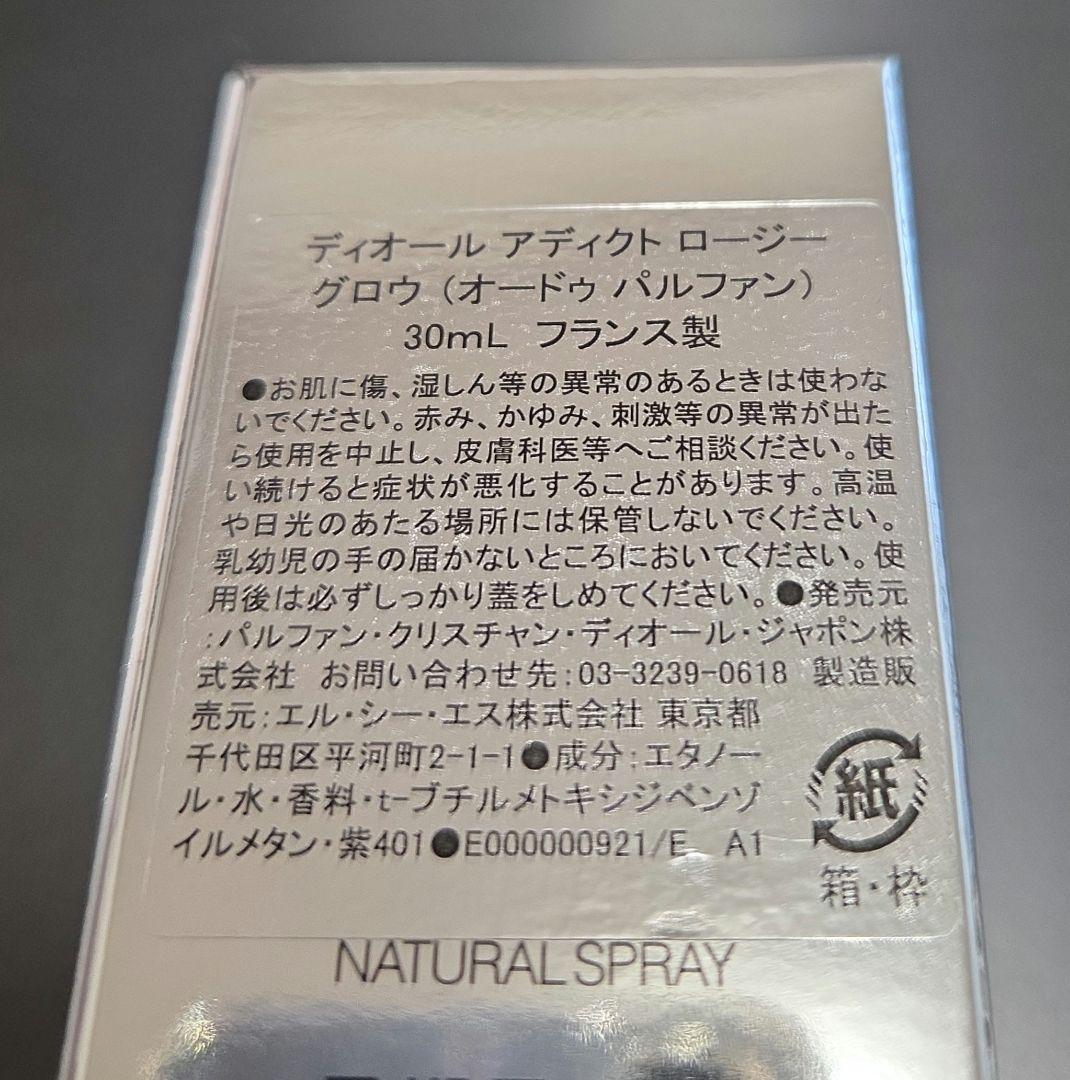 ディオール アディクト ロージー
グロウ（オードゥ パルファン）
30mL フランス製
●お肌に傷、湿しん等の異常のあるときは使わな
いでください。赤み、かゆみ、刺激等の異常が出た
ら使用を中止し、皮膚科医等へご相談ください。使
い続けると症状が悪化することがあります。高温
や日光のあたる場所には保管しないでください。
乳幼児の手の届かないところにおいてください。使
用後は必ずしっかり蓋をしめてください。●発売元
:パルファン・クリスチャン・ディオール・ジャポン株
式会社 お問い合わせ先:03-3239-0618 製造販
売元:エル・シー・エス株式会社 東京都
千代田区平河町2-1-1●成分:エタノー
ル・水・香料・t-ブチルメトキシジベンゾ
イルメタン・紫401●E000000921/E A1
紙
箱・枠
NATURAL SPRAY